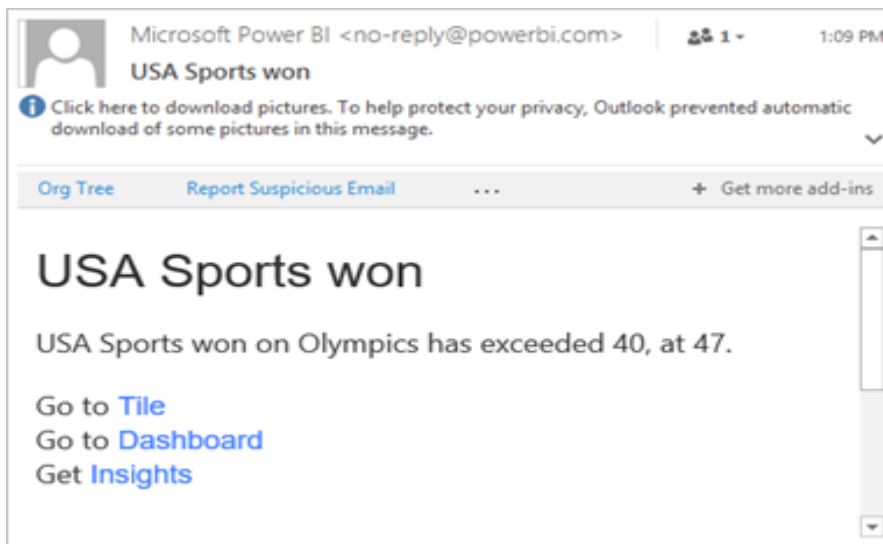 Microsoft Power BI <no-reply@powerbi.com> 1 1:09 PM
USA Sports won
Click here to download pictures. To help protect your privacy, Outlook prevented automatic
download of some pictures in this message.
Org Tree Report Suspicious Email ... + Get more add-ins
USA Sports won
USA Sports won on Olympics has exceeded 40, at 47.
Go to Tile
Go to Dashboard
Get Insights